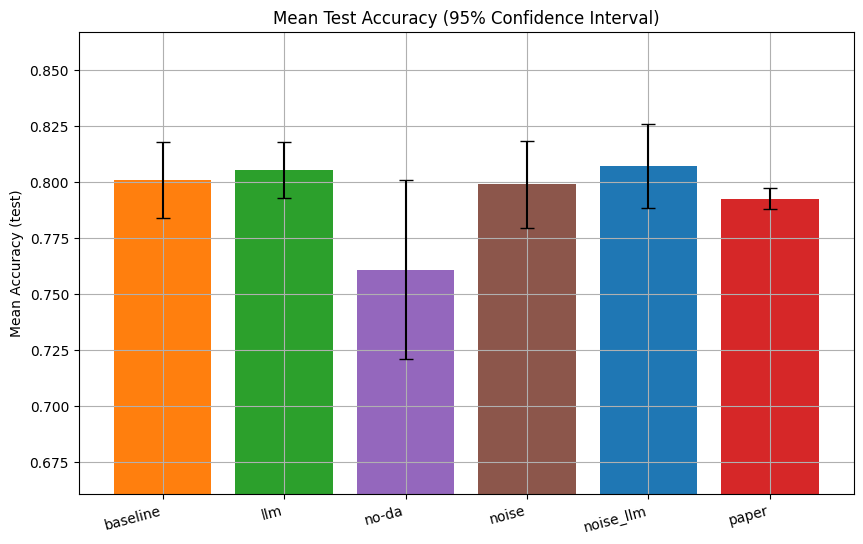 Mean Test Accuracy (95% Confidence Interval)
Mean Accuracy (test)
0.850
0.825
0.800
0.775
0.750
0.725
0.700
0.675
baseline
llm
no-da
noise
noise_llm
paper